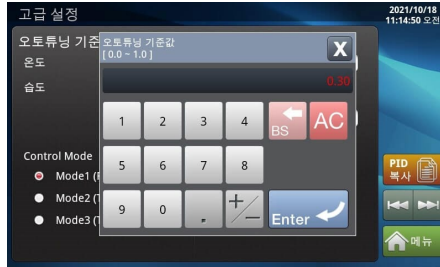 고급 설정
2021/10/18
11:14:50 오전
오토튜닝 기준
온도
습도
오토튜닝 기준값
[ 0.0 ~ 1.0 ]
X
0.30
1 2 3 4 BS AC
5 6 7 8
9 0 . +/- Enter
Control Mode
Mode1 (
Mode2 (
Mode3 (
PID
복사
메뉴